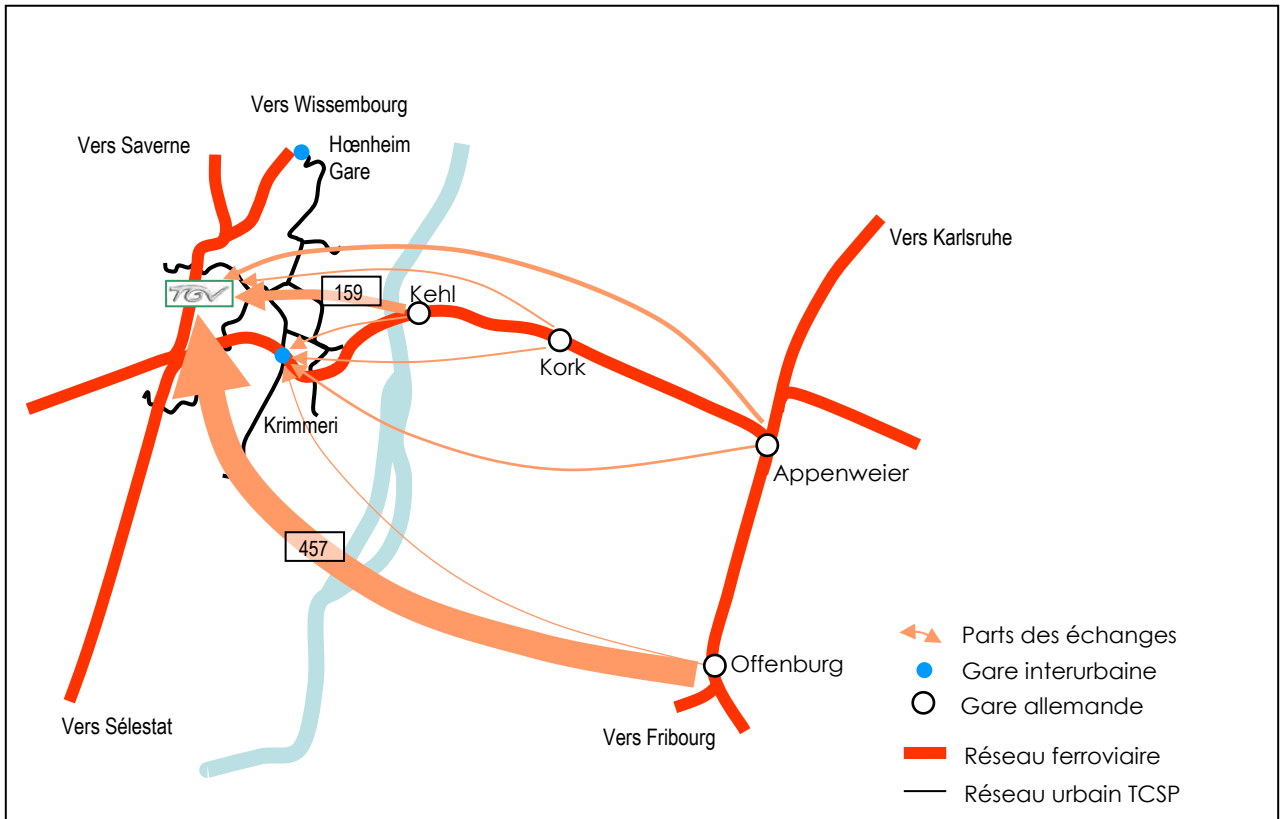 Vers Wissembourg
Vers Saverne
Hœnheim
Gare
Vers Karlsruhe
TGV
159
Kehl
Kork
Krimmeri
Appenweier
457
Offenburg
Vers Sélestat
Vers Fribourg
Parts des échanges
Gare interurbaine
Gare allemande
Réseau ferroviaire
Réseau urbain TCSP